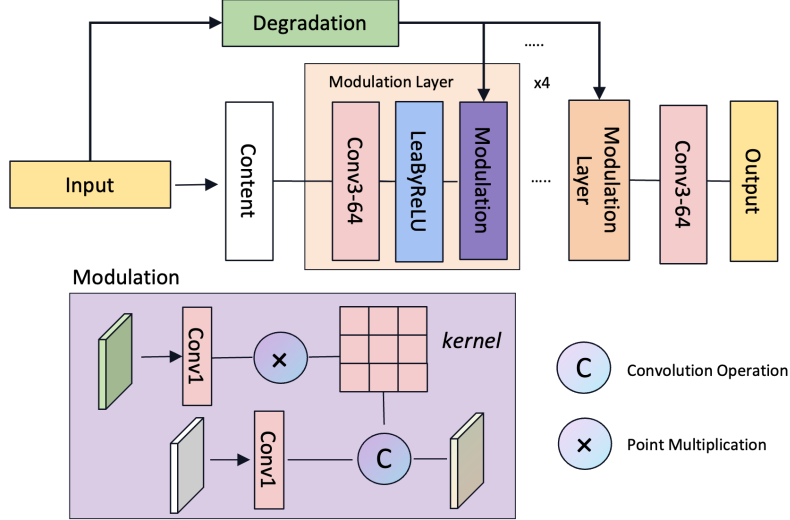 Degradation
.....
Modulation Layer
x4
Input
Content
Conv3-64
LeaByReLU
Modulation
.....
Modulation
Layer
Conv3-64
Output
Modulation
Conv1
×
kernel
Conv1
C
C
Convolution Operation
×
Point Multiplication